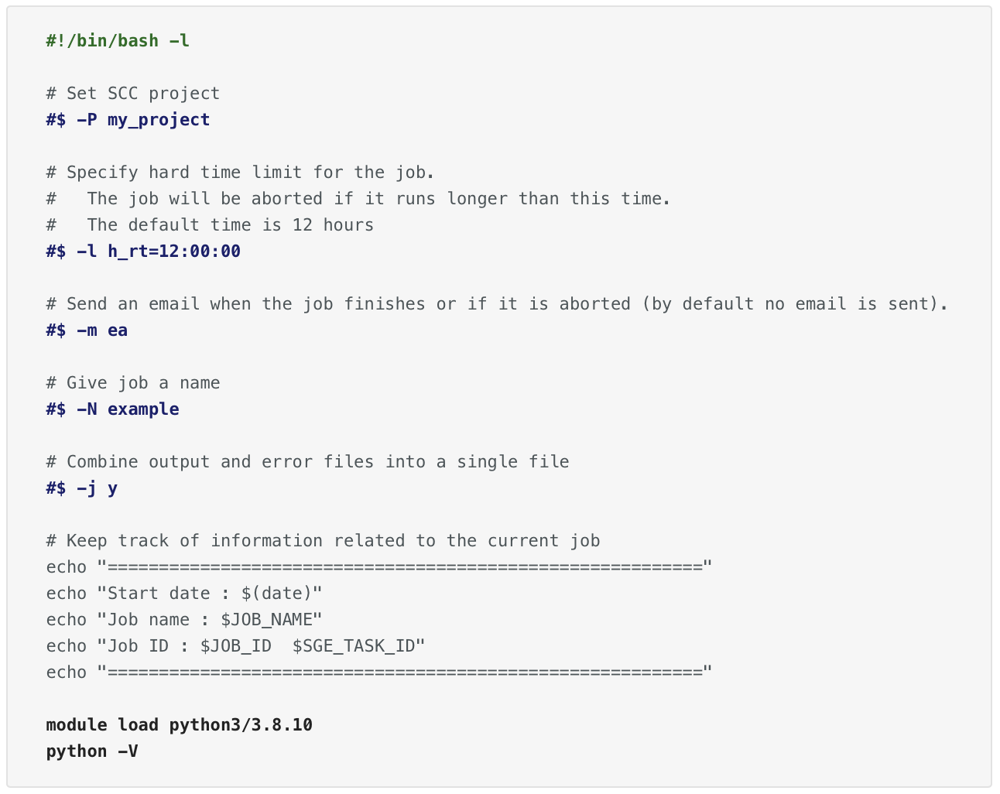 #!/bin/bash -l
# Set SCC project
#$ -P my_project
# Specify hard time limit for the job.
#   The job will be aborted if it runs longer than this time.
#   The default time is 12 hours
#$ -l h_rt=12:00:00
# Send an email when the job finishes or if it is aborted (by default no email is sent).
#$ -m ea
# Give job a name
#$ -N example
# Combine output and error files into a single file
#$ -j y
# Keep track of information related to the current job
echo "=========================================================="
echo "Start date : $(date)"
echo "Job name : $JOB_NAME"
echo "Job ID : $JOB_ID  $SGE_TASK_ID"
echo "=========================================================="
module load python3/3.8.10
python -V